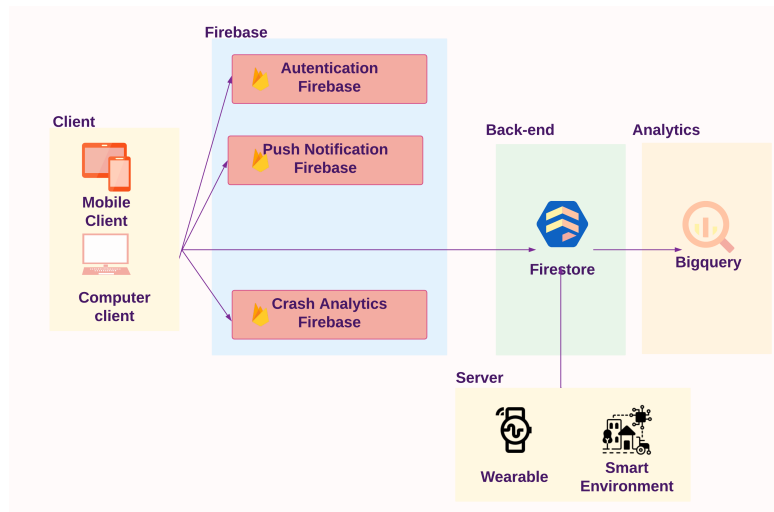 Firebase
Autentication
Firebase
Client
Push Notification
Firebase
Back-end
Analytics
Mobile
Client
Firestore
Bigquery
Computer
client
Crash Analytics
Firebase
Server
Wearable
Smart
Environment